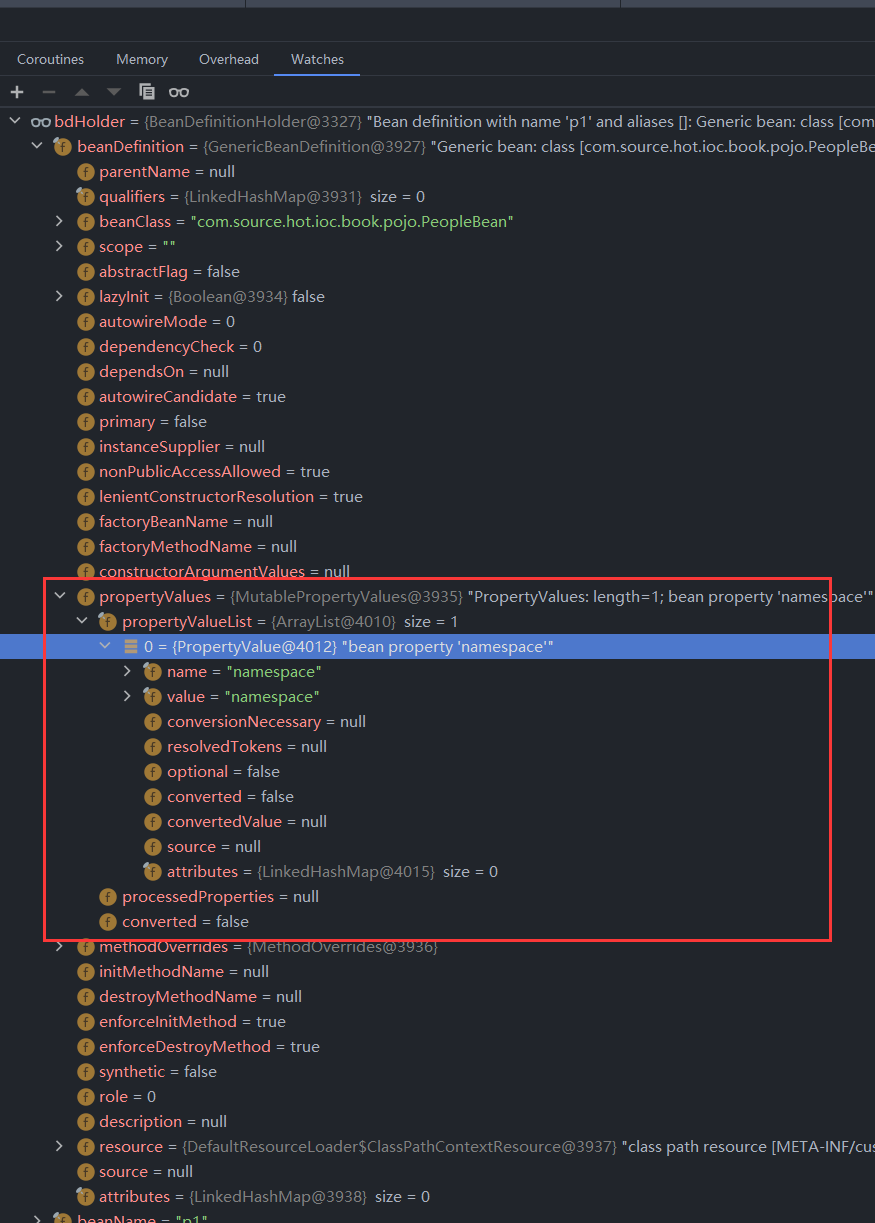 Coroutines Memory Overhead Watches
bdHolder = {BeanDefinitionHolder@3327} "Bean definition with name 'p1' and aliases []: Generic bean: class [com
f beanDefinition = {GenericBeanDefinition@3927} "Generic bean: class [com.source.hot.ioc.book.pojo.PeopleBe
f parentName = null
f qualifiers = {LinkedHashMap@3931} size = 0
f beanClass = "com.source.hot.ioc.book.pojo.PeopleBean"
f scope = ""
f abstractFlag = false
f lazyInit = {Boolean@3934} false
f autowireMode = 0
f dependencyCheck = 0
f dependsOn = null
f autowireCandidate = true
f primary = false
f instanceSupplier = null
f nonPublicAccessAllowed = true
f lenientConstructorResolution = true
f factoryBeanName = null
f factoryMethodName = null
f constructorArgumentValues = null
f propertyValues = {MutablePropertyValues@3935} "PropertyValues: length=1; bean property 'namespace'"
f propertyValueList = {ArrayList@4010} size = 1
0 = {PropertyValue@4012} "bean property 'namespace'"
f name = "namespace"
f value = "namespace"
f conversionNecessary = null
f resolvedTokens = null
f optional = false
f converted = false
f convertedValue = null
f source = null
f attributes = {LinkedHashMap@4015} size = 0
f processedProperties = null
f converted = false
f methodOverrides = {MethodOverrides@3936}
f initMethodName = null
f destroyMethodName = null
f enforceInitMethod = true
f enforceDestroyMethod = true
f synthetic = false
f role = 0
f description = null
f resource = {DefaultResourceLoader$ClassPathContextResource@3937} "class path resource [META-INF/cus
f source = null
f attributes = {LinkedHashMap@3938} size = 0
f beanName = "p1"